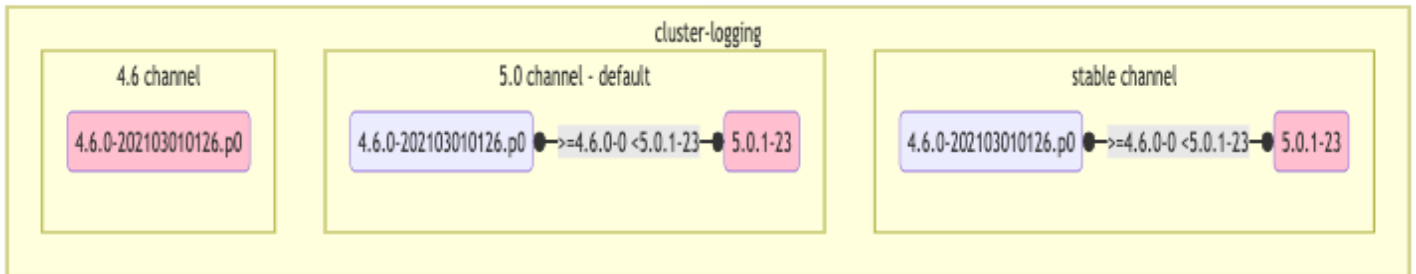 cluster-logging
4.6 channel
4.6.0-202103010126.p0
5.0 channel - default
4.6.0-202103010126.p0
>=4.6.0-0 <5.0.1-23
5.0.1-23
stable channel
4.6.0-202103010126.p0
>=4.6.0-0 <5.0.1-23
5.0.1-23